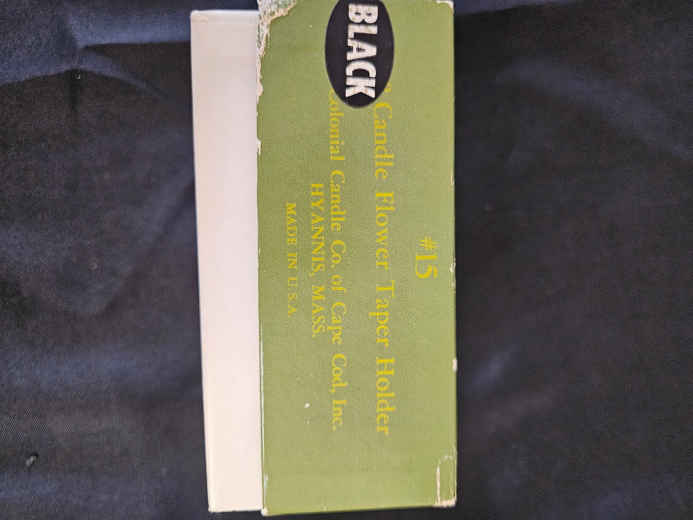 BLACK
#15
Candle Flower Taper Holder
Colonial Candle Co. of Cape Cod, Inc.
HYANNIS, MASS.
MADE IN U.S.A.